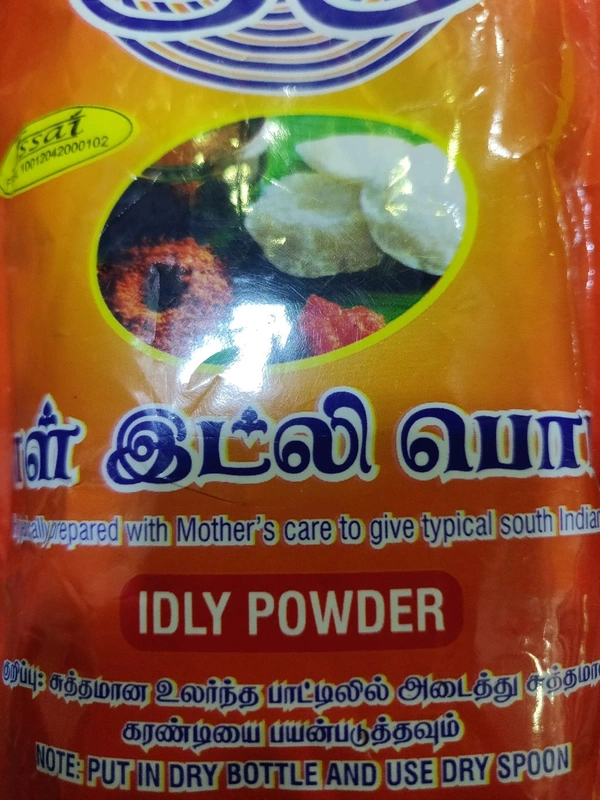 ssai
10012042000102
ள் இட்லி பொ
prepared with Mother's care to give typical south Indian
IDLY POWDER
குறிப்பு: சுத்தமான உலர்ந்த பாட்டிலில் அடைத்து சுத்தமா
கரண்டியை பயன்படுத்தவும்
NOTE: PUT IN DRY BOTTLE AND USE DRY SPOON